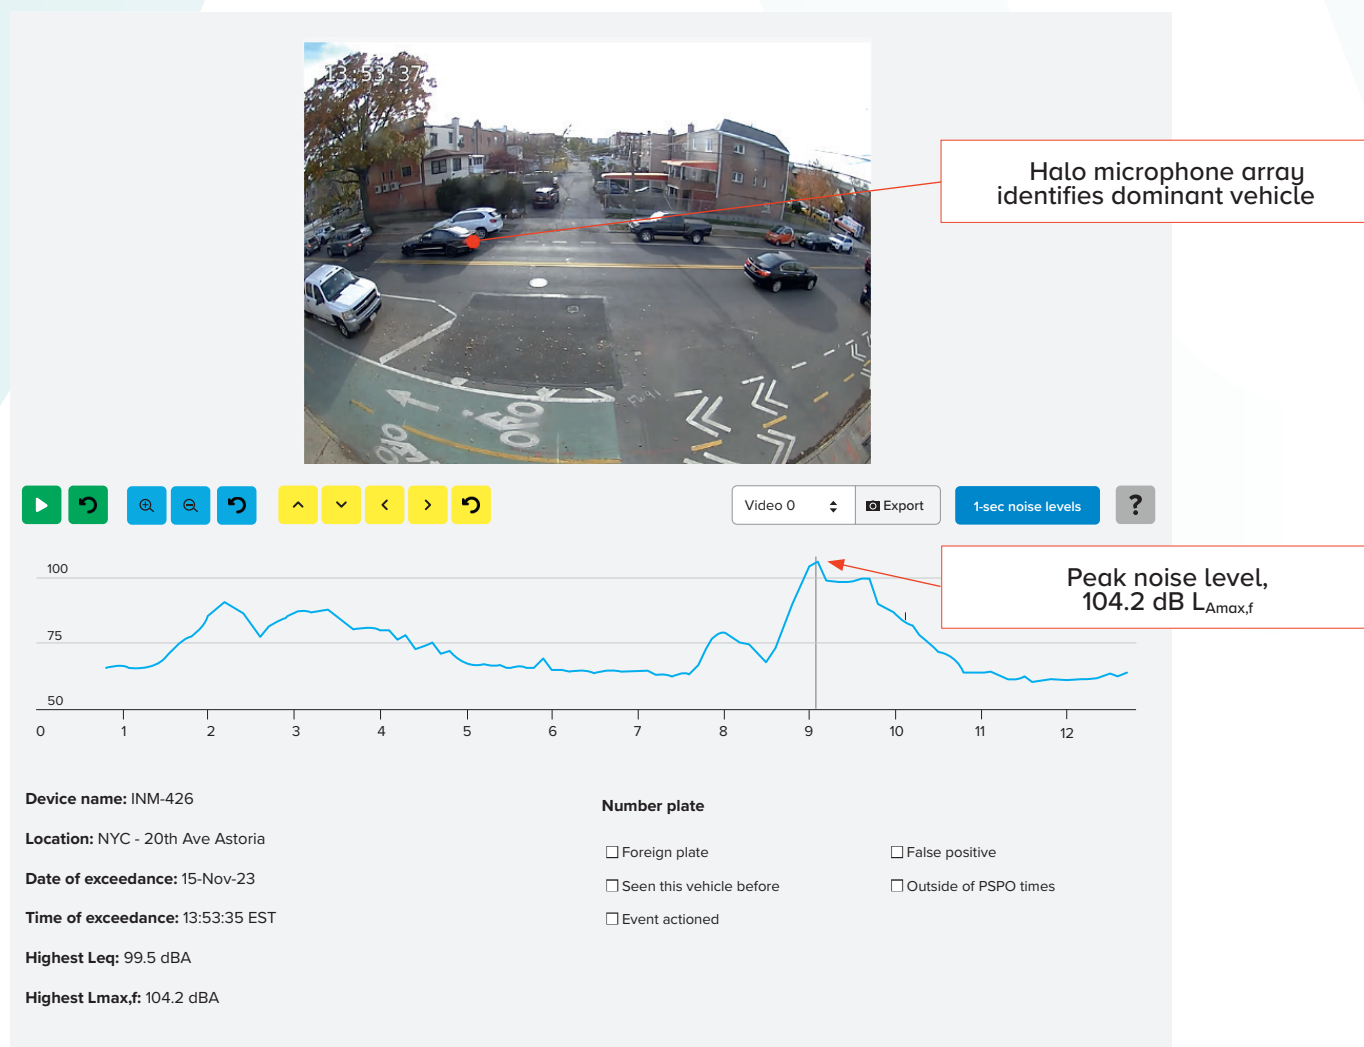 13:53:37
Halo microphone array
identifies dominant vehicle
Video 0
Export
1-sec noise levels
?
Peak noise level,
104.2 dB LAmax,f
100
75
50
0 1 2 3 4 5 6 7 8 9 10 11 12
Device name: INM-426
Location: NYC - 20th Ave Astoria
Date of exceedance: 15-Nov-23
Time of exceedance: 13:53:35 EST
Highest Leq: 99.5 dBA
Highest Lmax,f: 104.2 dBA
Number plate
Foreign plate
False positive
Seen this vehicle before
Outside of PSPO times
Event actioned